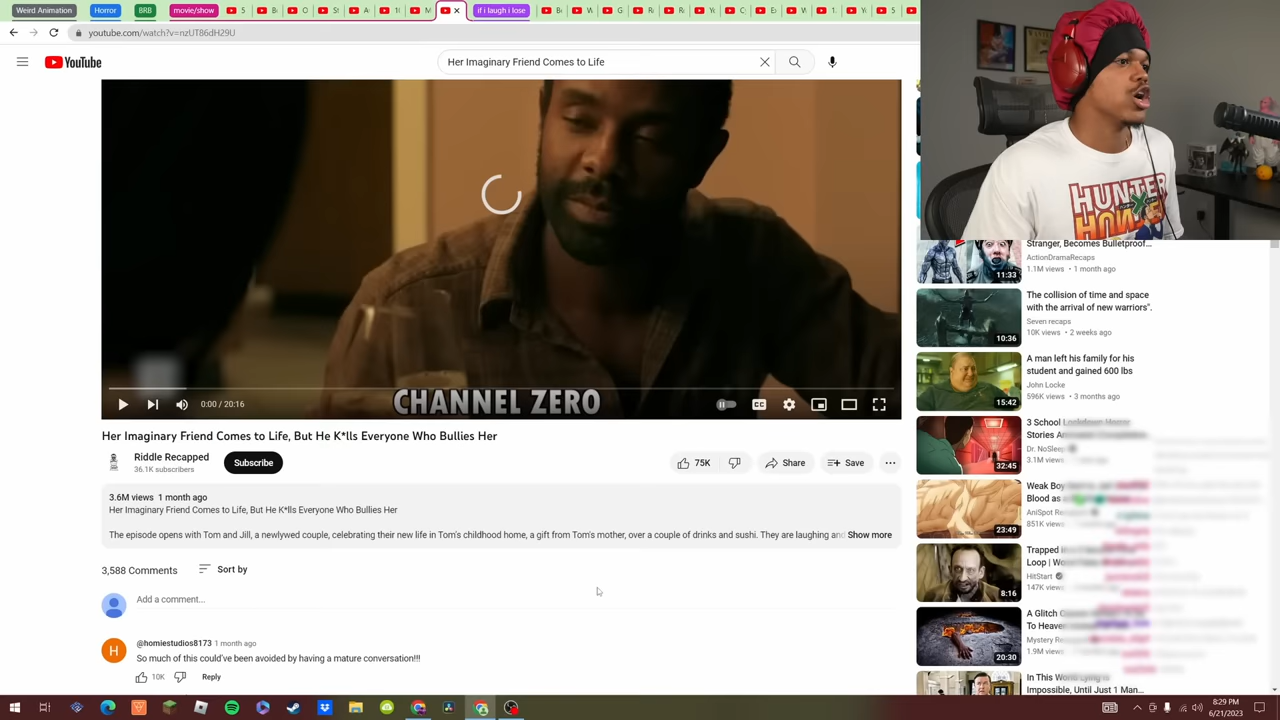 Weird Animation
Horror
BRB
movie/show
if i laugh i lose
youtube.com/watch?v=nzUT86dH29U
YouTube
Her Imaginary Friend Comes to Life
CHANNEL ZERO
0:00 / 20:16
CC
Her Imaginary Friend Comes to Life, But He K*lls Everyone Who Bullies Her
Riddle Recapped
36.1K subscribers
Subscribe
75K
Share
Save
3.6M views 1 month ago
Her Imaginary Friend Comes to Life, But He K*lls Everyone Who Bullies Her
The episode opens with Tom and Jill, a newlywed couple, celebrating their new life in Tom's childhood home, a gift from Tom's mother, over a couple of drinks and sushi. They are laughing and Show more
3,588 Comments
Sort by
Add a comment...
H
@homiestudios8173 1 month ago
So much of this could've been avoided by having a mature conversation!!!
10K
Reply
HUNTER
X
HUN
WANTED
Stranger, Becomes Bulletproof...
ActionDramaRecaps
1.1M views • 1 month ago
11:33
The collision of time and space
with the arrival of new warriors".
Seven recaps
10K views • 2 weeks ago
10:36
A man left his family for his
student and gained 600 lbs
John Locke
596K views • 3 months ago
15:42
3 School Lockdown Horror
Stories
Dr. NoSleep
3.1M views
32:45
Weak Boy
Blood as
AniSpot
851K views
23:49
Trapped
Loop |
HitStart
147K
8:16
A Glitch
To Heaven
Mystery
1.9M views
20:30
In This World Lying Is
Impossible, Until Just 1 Man...
8:29 PM
6/21/2023